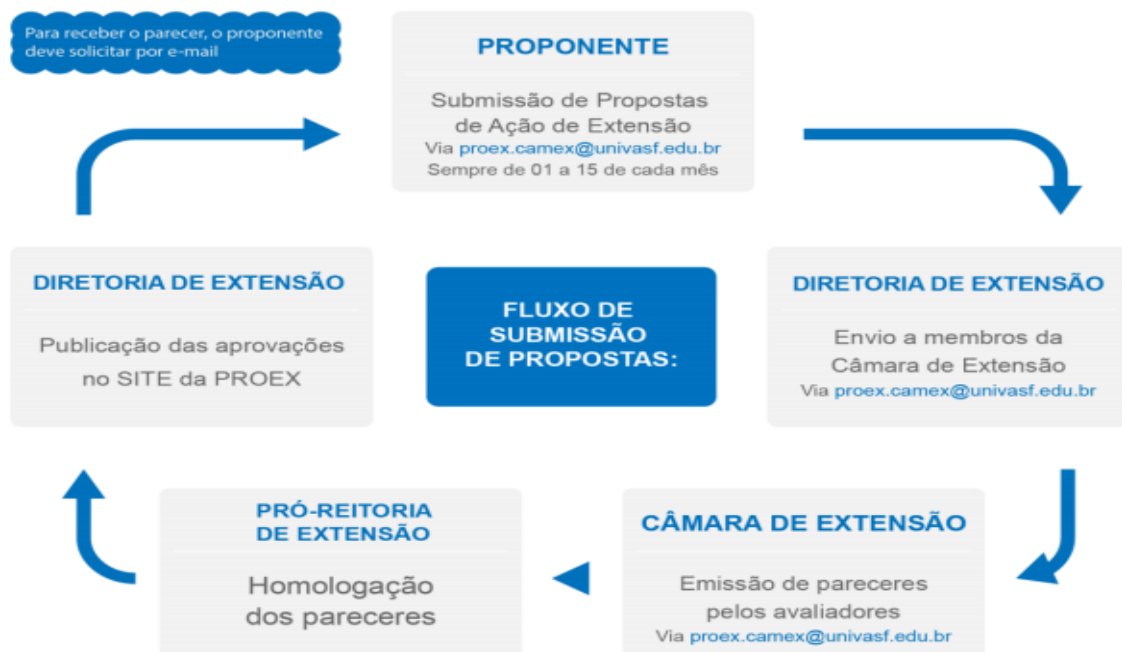 Para receber o parecer, o proponente
deve solicitar por e-mail
PROPONENTE
Submissão de Propostas
de Ação de Extensão
Via proex.camex@univasf.edu.br
Sempre de 01 a 15 de cada mês
DIRETORIA DE EXTENSÃO
Publicação das aprovações
no SITE da PROEX
FLUXO DE
SUBMISSÃO
DE PROPOSTAS:
DIRETORIA DE EXTENSÃO
Envio a membros da
Câmara de Extensão
Via proex.camex@univasf.edu.br
PRÓ-REITORIA
DE EXTENSÃO
Homologação
dos pareceres
CÂMARA DE EXTENSÃO
Emissão de pareceres
pelos avaliadores
Via proex.camex@univasf.edu.br